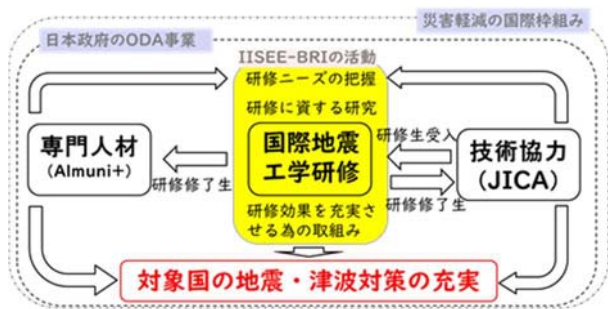 災害軽減の国際枠組み
日本政府のODA事業
IISEE-BRIの活動
研修ニーズの把握
研修に資する研究
国際地震
工学研修
研修効果を充実さ
せる為の取組み
専門人材
(Almuni+)
研修修了生
研修生受入
研修修了生
技術協力
(JICA)
対象国の地震・津波対策の充実